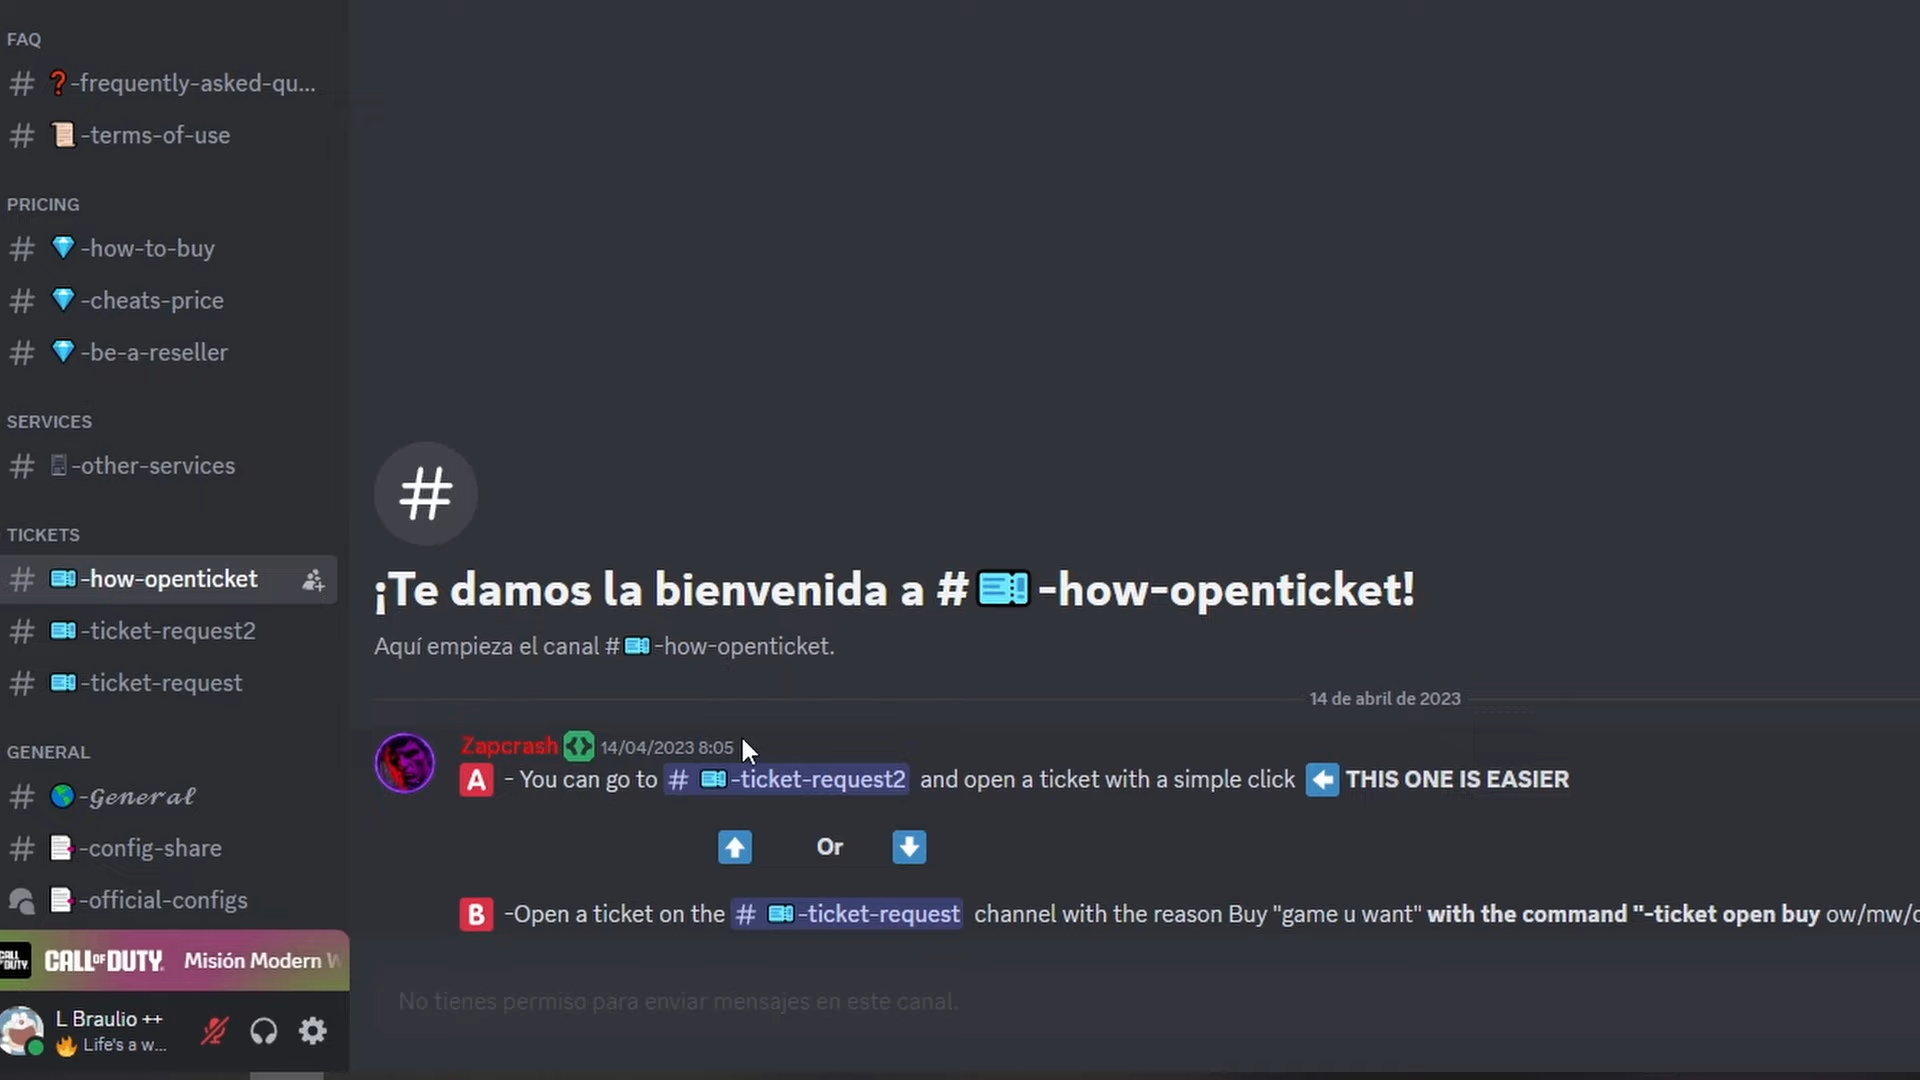 FAQ
# ❓-frequently-asked-qu...
# 📜-terms-of-use
PRICING
# 💎-how-to-buy
# 💎-cheats-price
# 💎-be-a-reseller
SERVICES
# -other-services
TICKETS
# 🎫-how-openticket
# 🎫-ticket-request2
# 🎫-ticket-request
GENERAL
# 🌎-𝓖𝓮𝓷𝓮𝓻𝓪𝓵
# 📑-config-share
📑-official-configs
CALL OF DUTY CALL OF DUTY. Misión Modern W
L Braulio ++
🔥 Life's a w...
#
¡Te damos la bienvenida a #🎫-how-openticket!
Aquí empieza el canal #🎫-how-openticket.
14 de abril de 2023
Zapcrash 14/04/2023 8:05
🅰 - You can go to # 🎫-ticket-request2 and open a ticket with a simple click ⬅ THIS ONE IS EASIER
⬆ Or ⬇
🅱 -Open a ticket on the # 🎫-ticket-request channel with the reason Buy "game u want" with the command "-ticket open buy ow/mw/
No tienes permiso para enviar mensajes en este canal.